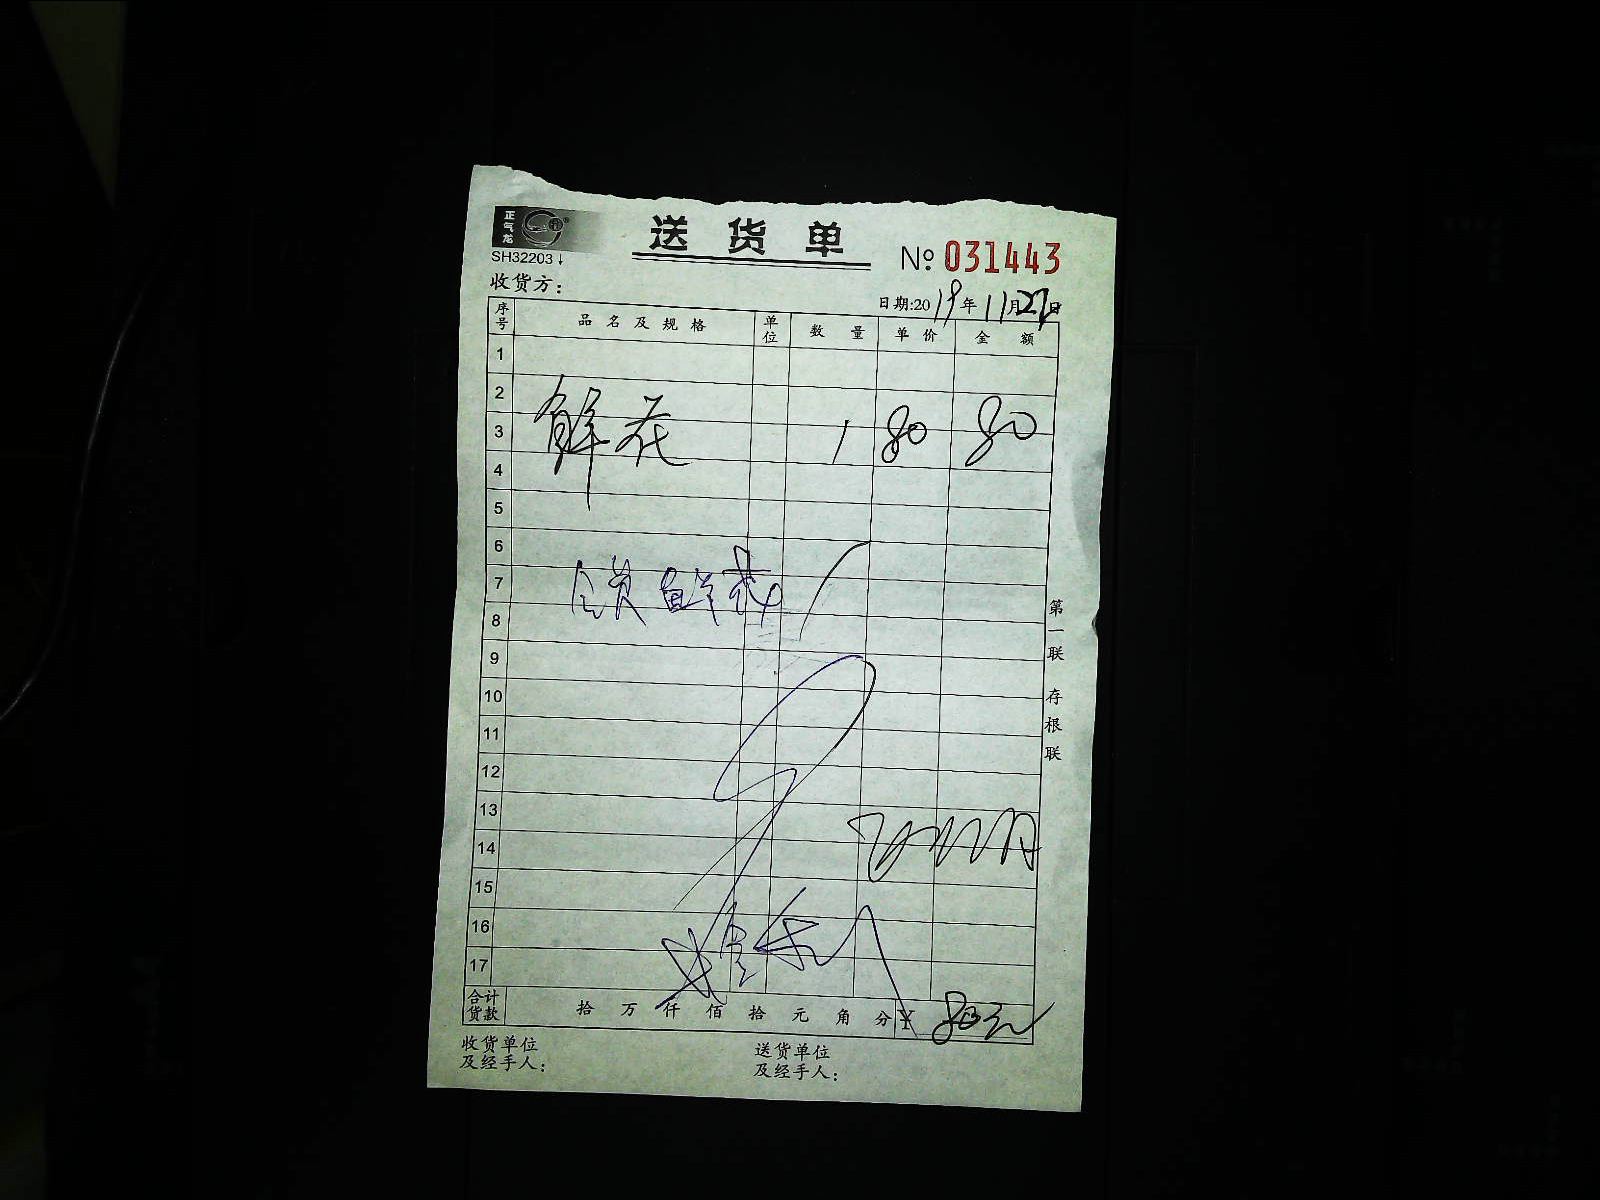 正气龙
送货单
SH32203↓
№ 031443
收货方：
日期:2019年11月27日
序号 品名及规格 单位 数量 单价 金额
1
2
鲜花 1 80 80
3
4
5
6
7
8
9
10
11
12
13
14
15
16
17
第一联 存根联
合计货款 拾 万 仟 佰 拾 元 角 分 ¥ 80元
收货单位及经手人：
送货单位及经手人：